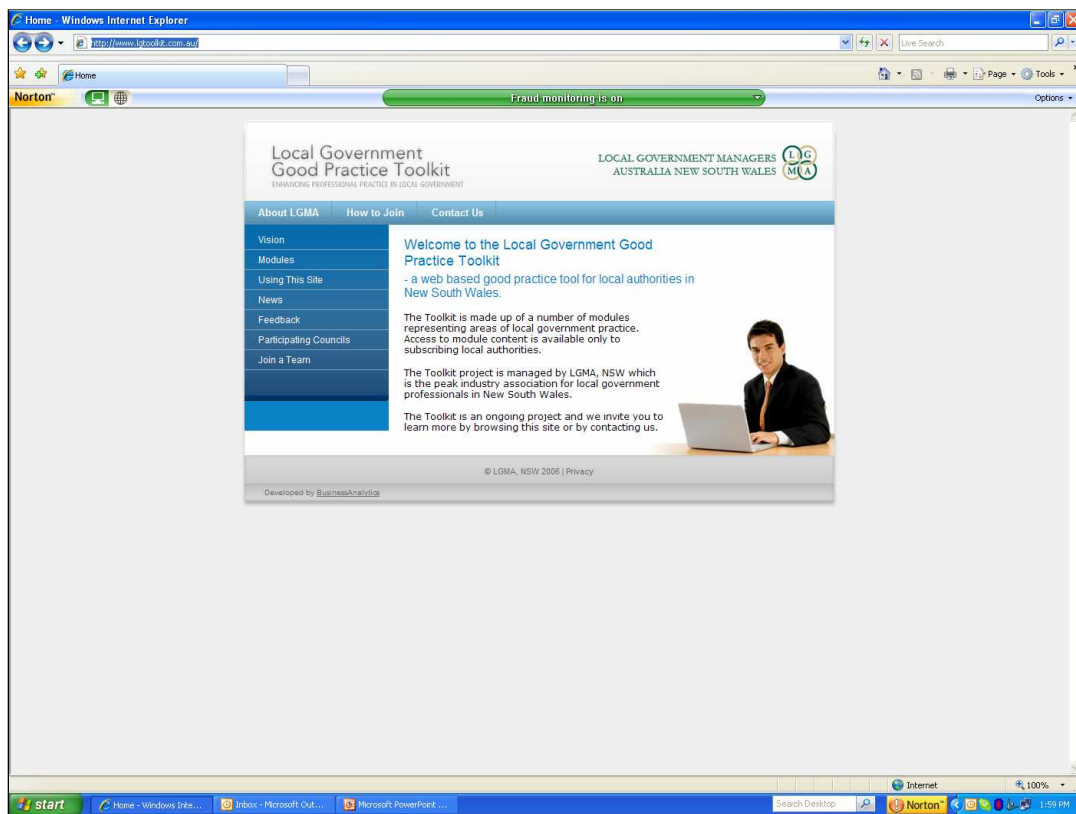 Home - Windows Internet Explorer
http://www.lgtoolkit.com.au/
Live Search
Home
Page
Tools
Norton™
Fraud monitoring is on
Options
Local Government
Good Practice Toolkit
ENHANCING PROFESSIONAL PRACTICE IN LOCAL GOVERNMENT
LOCAL GOVERNMENT MANAGERS
AUSTRALIA NEW SOUTH WALES
L G
M A
About LGMA How to Join Contact Us
Vision
Modules
Using This Site
News
Feedback
Participating Councils
Join a Team
Welcome to the Local Government Good
Practice Toolkit
- a web based good practice tool for local authorities in
New South Wales.
The Toolkit is made up of a number of modules
representing areas of local government practice.
Access to module content is available only to
subscribing local authorities.
The Toolkit project is managed by LGMA, NSW which
is the peak industry association for local government
professionals in New South Wales.
The Toolkit is an ongoing project and we invite you to
learn more by browsing this site or by contacting us.
© LGMA, NSW 2006 | Privacy
Developed by BusinessAnalytics
Internet
100%
start
Home - Windows Inte...
Inbox - Microsoft Out...
Microsoft PowerPoint ...
Search Desktop
Norton™
1:59 PM